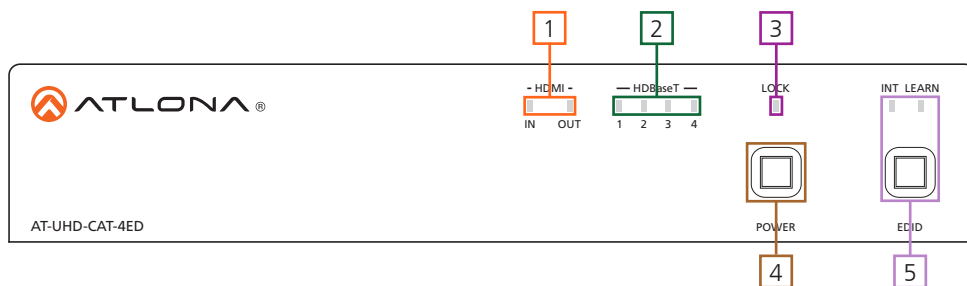 1 2 3
- HDMI - — HDBaseT — LOCK INT LEARN
ATLONA ®
IN OUT 1 2 3 4
AT-UHD-CAT-4ED POWER EDID
4 5